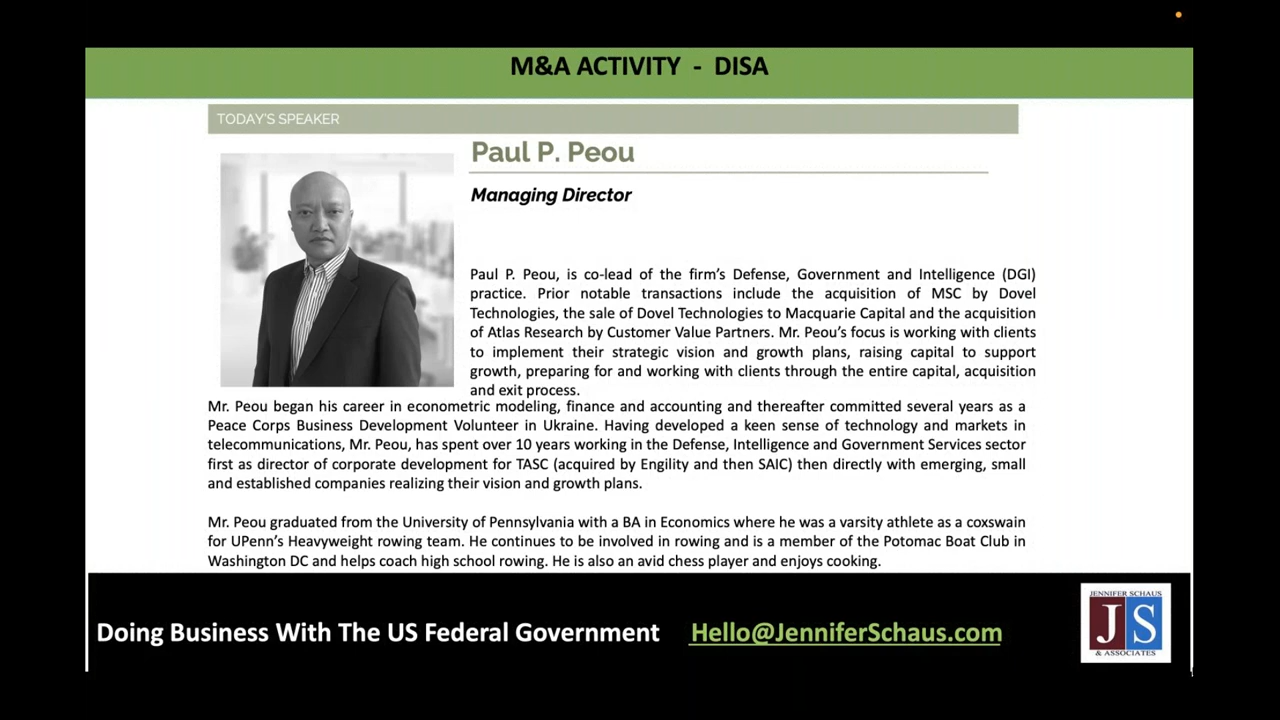 M&A ACTIVITY - DISA
TODAY'S SPEAKER
Paul P. Peou
Managing Director
Paul P. Peou, is co-lead of the firm's Defense, Government and Intelligence (DGI)
practice. Prior notable transactions include the acquisition of MSC by Dovel
Technologies, the sale of Dovel Technologies to Macquarie Capital and the acquisition
of Atlas Research by Customer Value Partners. Mr. Peou's focus is working with clients
to implement their strategic vision and growth plans, raising capital to support
growth, preparing for and working with clients through the entire capital, acquisition
and exit process.
Mr. Peou began his career in econometric modeling, finance and accounting and thereafter committed several years as a
Peace Corps Business Development Volunteer in Ukraine. Having developed a keen sense of technology and markets in
telecommunications, Mr. Peou, has spent over 10 years working in the Defense, Intelligence and Government Services sector
first as director of corporate development for TASC (acquired by Engility and then SAIC) then directly with emerging, small
and established companies realizing their vision and growth plans.
Mr. Peou graduated from the University of Pennsylvania with a BA in Economics where he was a varsity athlete as a coxswain
for UPenn's Heavyweight rowing team. He continues to be involved in rowing and is a member of the Potomac Boat Club in
Washington DC and helps coach high school rowing. He is also an avid chess player and enjoys cooking.
Doing Business With The US Federal Government Hello@JenniferSchaus.com
JENNIFER SCHAUS
JS
& ASSOCIATES